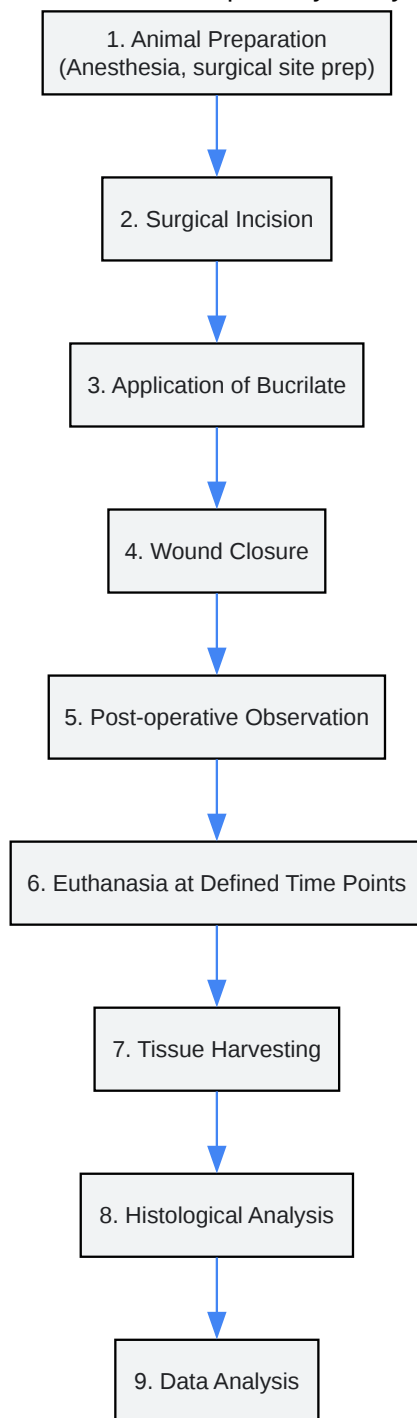 1. Animal Preparation
(Anesthesia, surgical site prep)
2. Surgical Incision
3. Application of Bucrilate
4. Wound Closure
5. Post-operative Observation
6. Euthanasia at Defined Time Points
7. Tissue Harvesting
8. Histological Analysis
9. Data Analysis